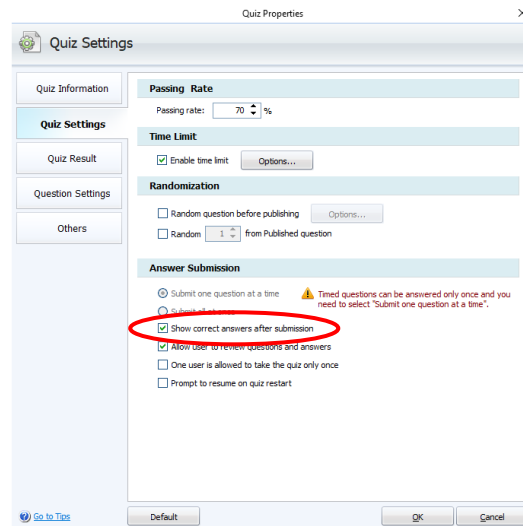 Quiz Properties
Quiz Settings
Quiz Information
Quiz Settings
Quiz Result
Question Settings
Others
Passing Rate
Passing rate: 70 %
Time Limit
Enable time limit Options...
Randomization
Random question before publishing Options...
Random 1 from Published question
Answer Submission
Submit one question at a time
Timed questions can be answered only once and you
need to select "Submit one question at a time".
Submit all at once
Show correct answers after submission
Allow user to review questions and answers
One user is allowed to take the quiz only once
Prompt to resume on quiz restart
Go to Tips
Default
OK
Cancel